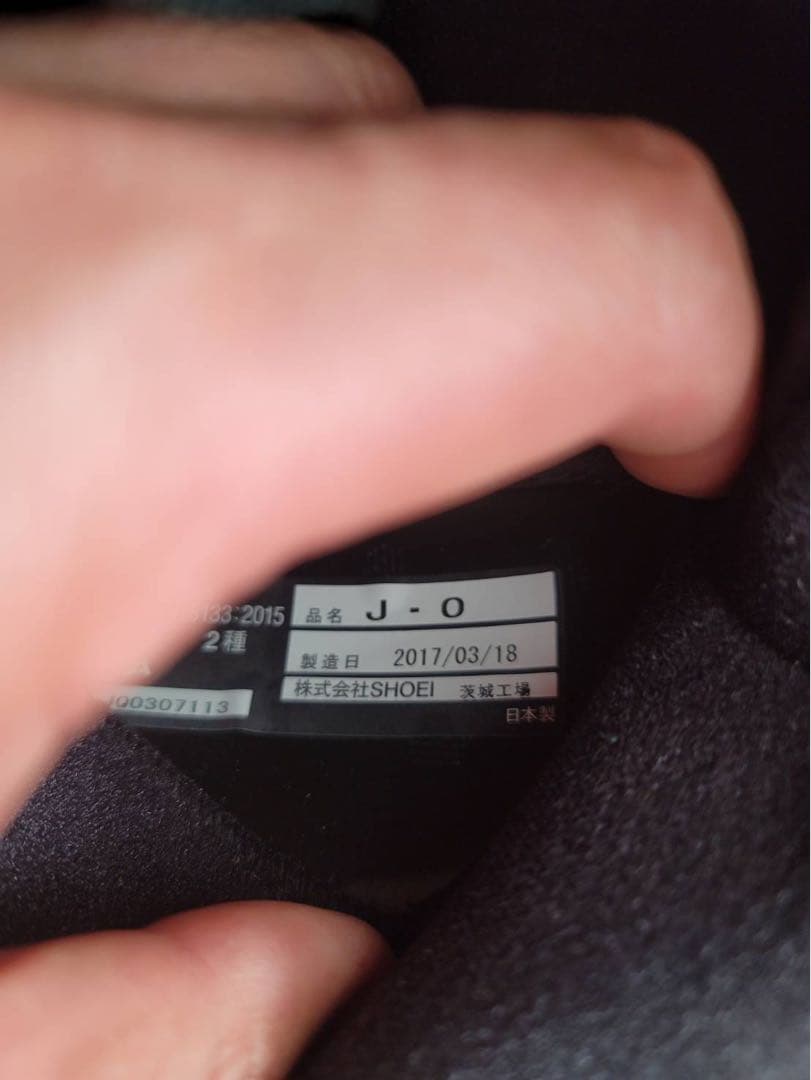 133:2015
2種
A
00307113
品名 J-O
製造日 2017/03/18
株式会社SHOEI 茨城工場
日本製